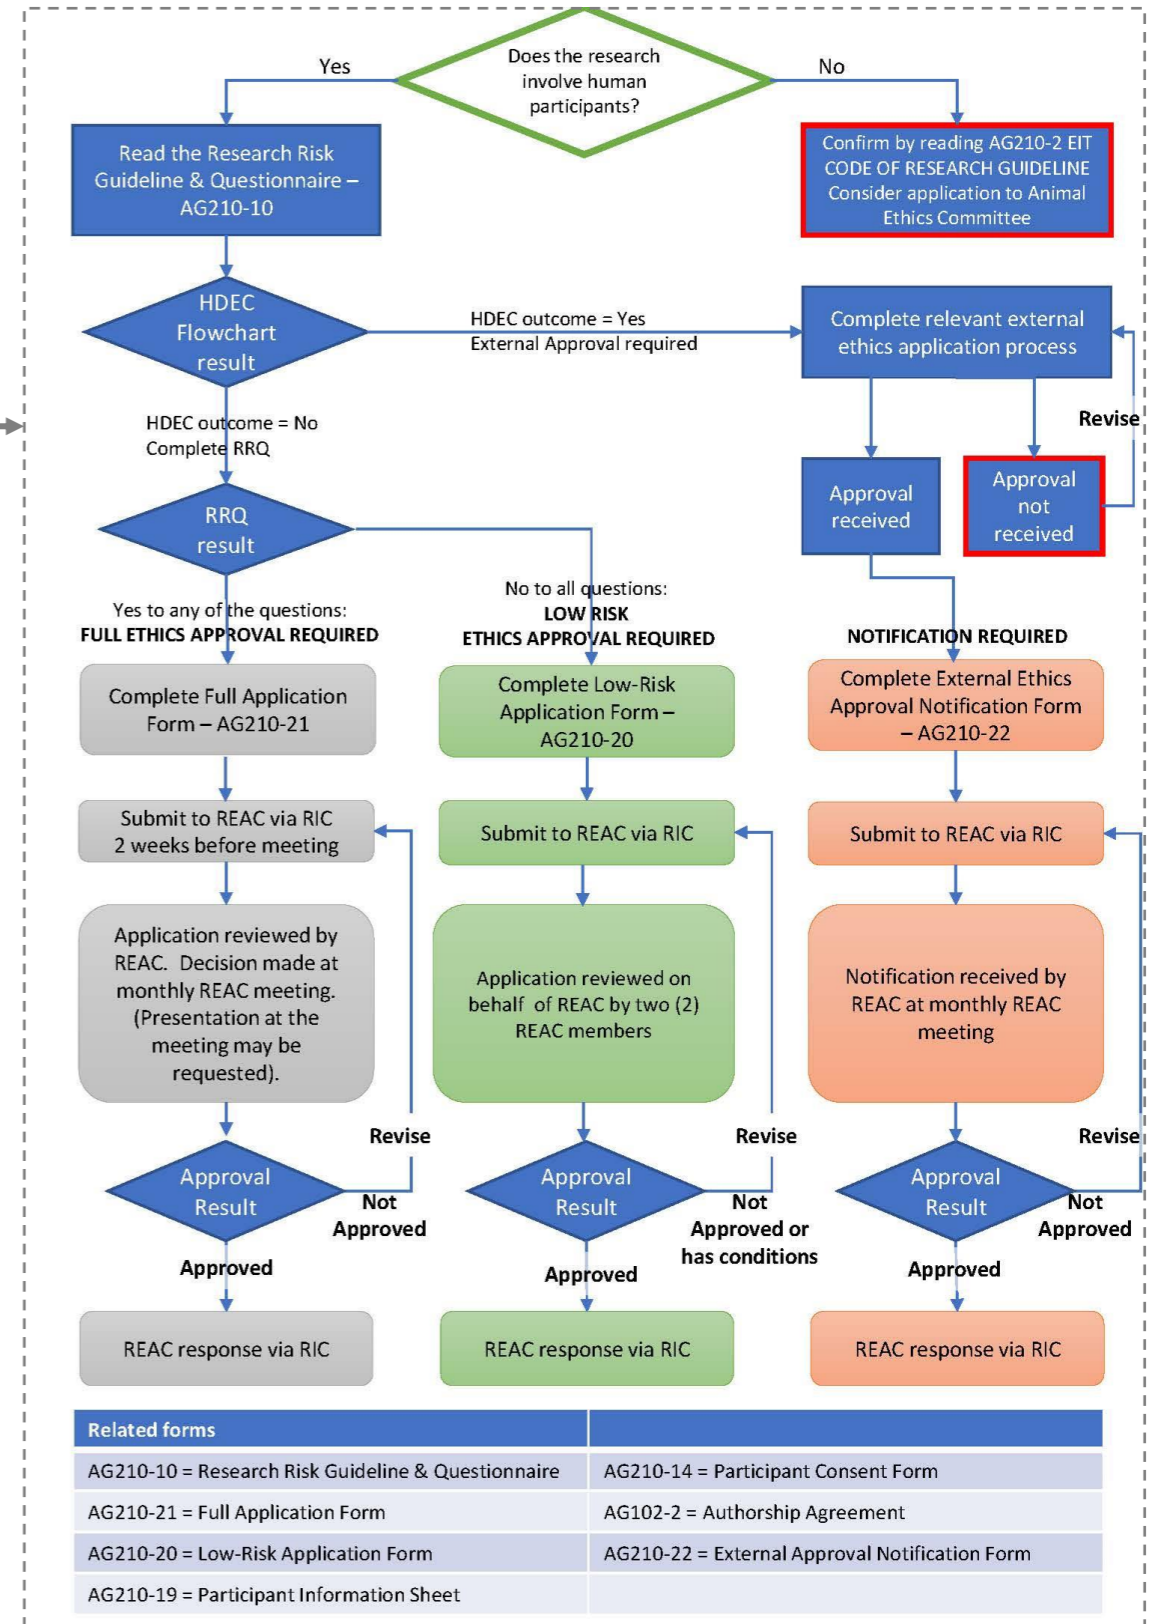 Does the research
involve human
participants?
Yes
No
Read the Research Risk
Guideline & Questionnaire –
AG210-10
Confirm by reading AG210-2 EIT
CODE OF RESEARCH GUIDELINE
Consider application to Animal
Ethics Committee
HDEC
Flowchart
result
HDEC outcome = Yes
External Approval required
Complete relevant external
ethics application process
HDEC outcome = No
Complete RRQ
Revise
Approval
received
Approval
not
received
RRQ
result
Yes to any of the questions:
FULL ETHICS APPROVAL REQUIRED
No to all questions:
LOW RISK
ETHICS APPROVAL REQUIRED
NOTIFICATION REQUIRED
Complete Full Application
Form – AG210-21
Complete Low-Risk
Application Form –
AG210-20
Complete External Ethics
Approval Notification Form
– AG210-22
Submit to REAC via RIC
2 weeks before meeting
Submit to REAC via RIC
Submit to REAC via RIC
Application reviewed by
REAC.  Decision made at
monthly REAC meeting.
(Presentation at the
meeting may be
requested).
Application reviewed on
behalf  of REAC by two (2)
REAC members
Notification received by
REAC at monthly REAC
meeting
Revise
Revise
Revise
Approval
Result
Approval
Result
Approval
Result
Not
Approved
Not
Approved or
has conditions
Not
Approved
Approved
Approved
Approved
REAC response via RIC
REAC response via RIC
REAC response via RIC
Related forms
AG210-10 = Research Risk Guideline & Questionnaire
AG210-14 = Participant Consent Form
AG210-21 = Full Application Form
AG102-2 = Authorship Agreement
AG210-20 = Low-Risk Application Form
AG210-22 = External Approval Notification Form
AG210-19 = Participant Information Sheet